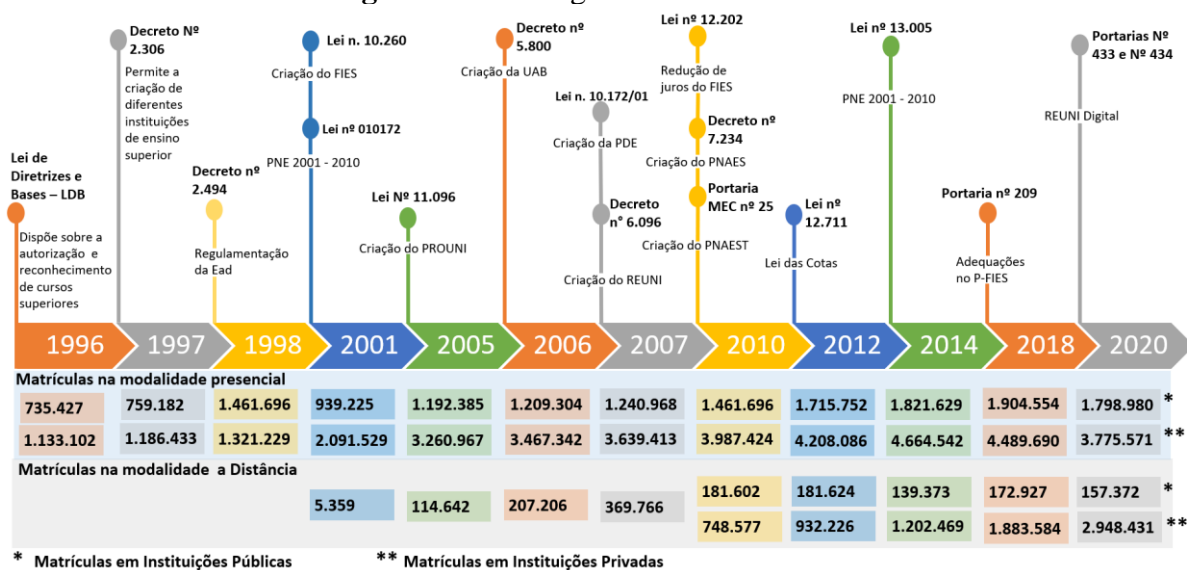 Decreto Nº
2.306
Permite a
criação de
diferentes
instituições
de ensino
superior
Lei n. 10.260
Criação do FIES
Lei nº 010172
PNE 2001 - 2010
Decreto nº
5.800
Criação da UAB
Lei nº 12.202
Redução de
juros do FIES
Lei n. 10.172/01
Criação da PDE
Decreto nº
7.234
Criação do PNAES
Portaria
MEC nº 25
Criação do PNAEST
Lei nº 13.005
PNE 2001 - 2010
Portarias Nº
433 e Nº 434
REUNI Digital
Lei de
Diretrizes e
Bases – LDB
Dispõe sobre a
autorização e
reconhecimento
de cursos
superiores
Decreto nº
2.494
Regulamentação
da Ead
Lei Nº 11.096
Criação do PROUNI
Decreto
n° 6.096
Criação do REUNI
Lei nº
12.711
Lei das Cotas
Portaria nº 209
Adequações
no P-FIES
1996 1997 1998 2001 2005 2006 2007 2010 2012 2014 2018 2020
Matrículas na modalidade presencial
735.427 759.182 1.461.696 939.225 1.192.385 1.209.304 1.240.968 1.461.696 1.715.752 1.821.629 1.904.554 1.798.980 *
1.133.102 1.186.433 1.321.229 2.091.529 3.260.967 3.467.342 3.639.413 3.987.424 4.208.086 4.664.542 4.489.690 3.775.571 **
Matrículas na modalidade a Distância
181.602 181.624 139.373 172.927 157.372 *
5.359 114.642 207.206 369.766
748.577 932.226 1.202.469 1.883.584 2.948.431 **
* Matrículas em Instituições Públicas ** Matrículas em Instituições Privadas